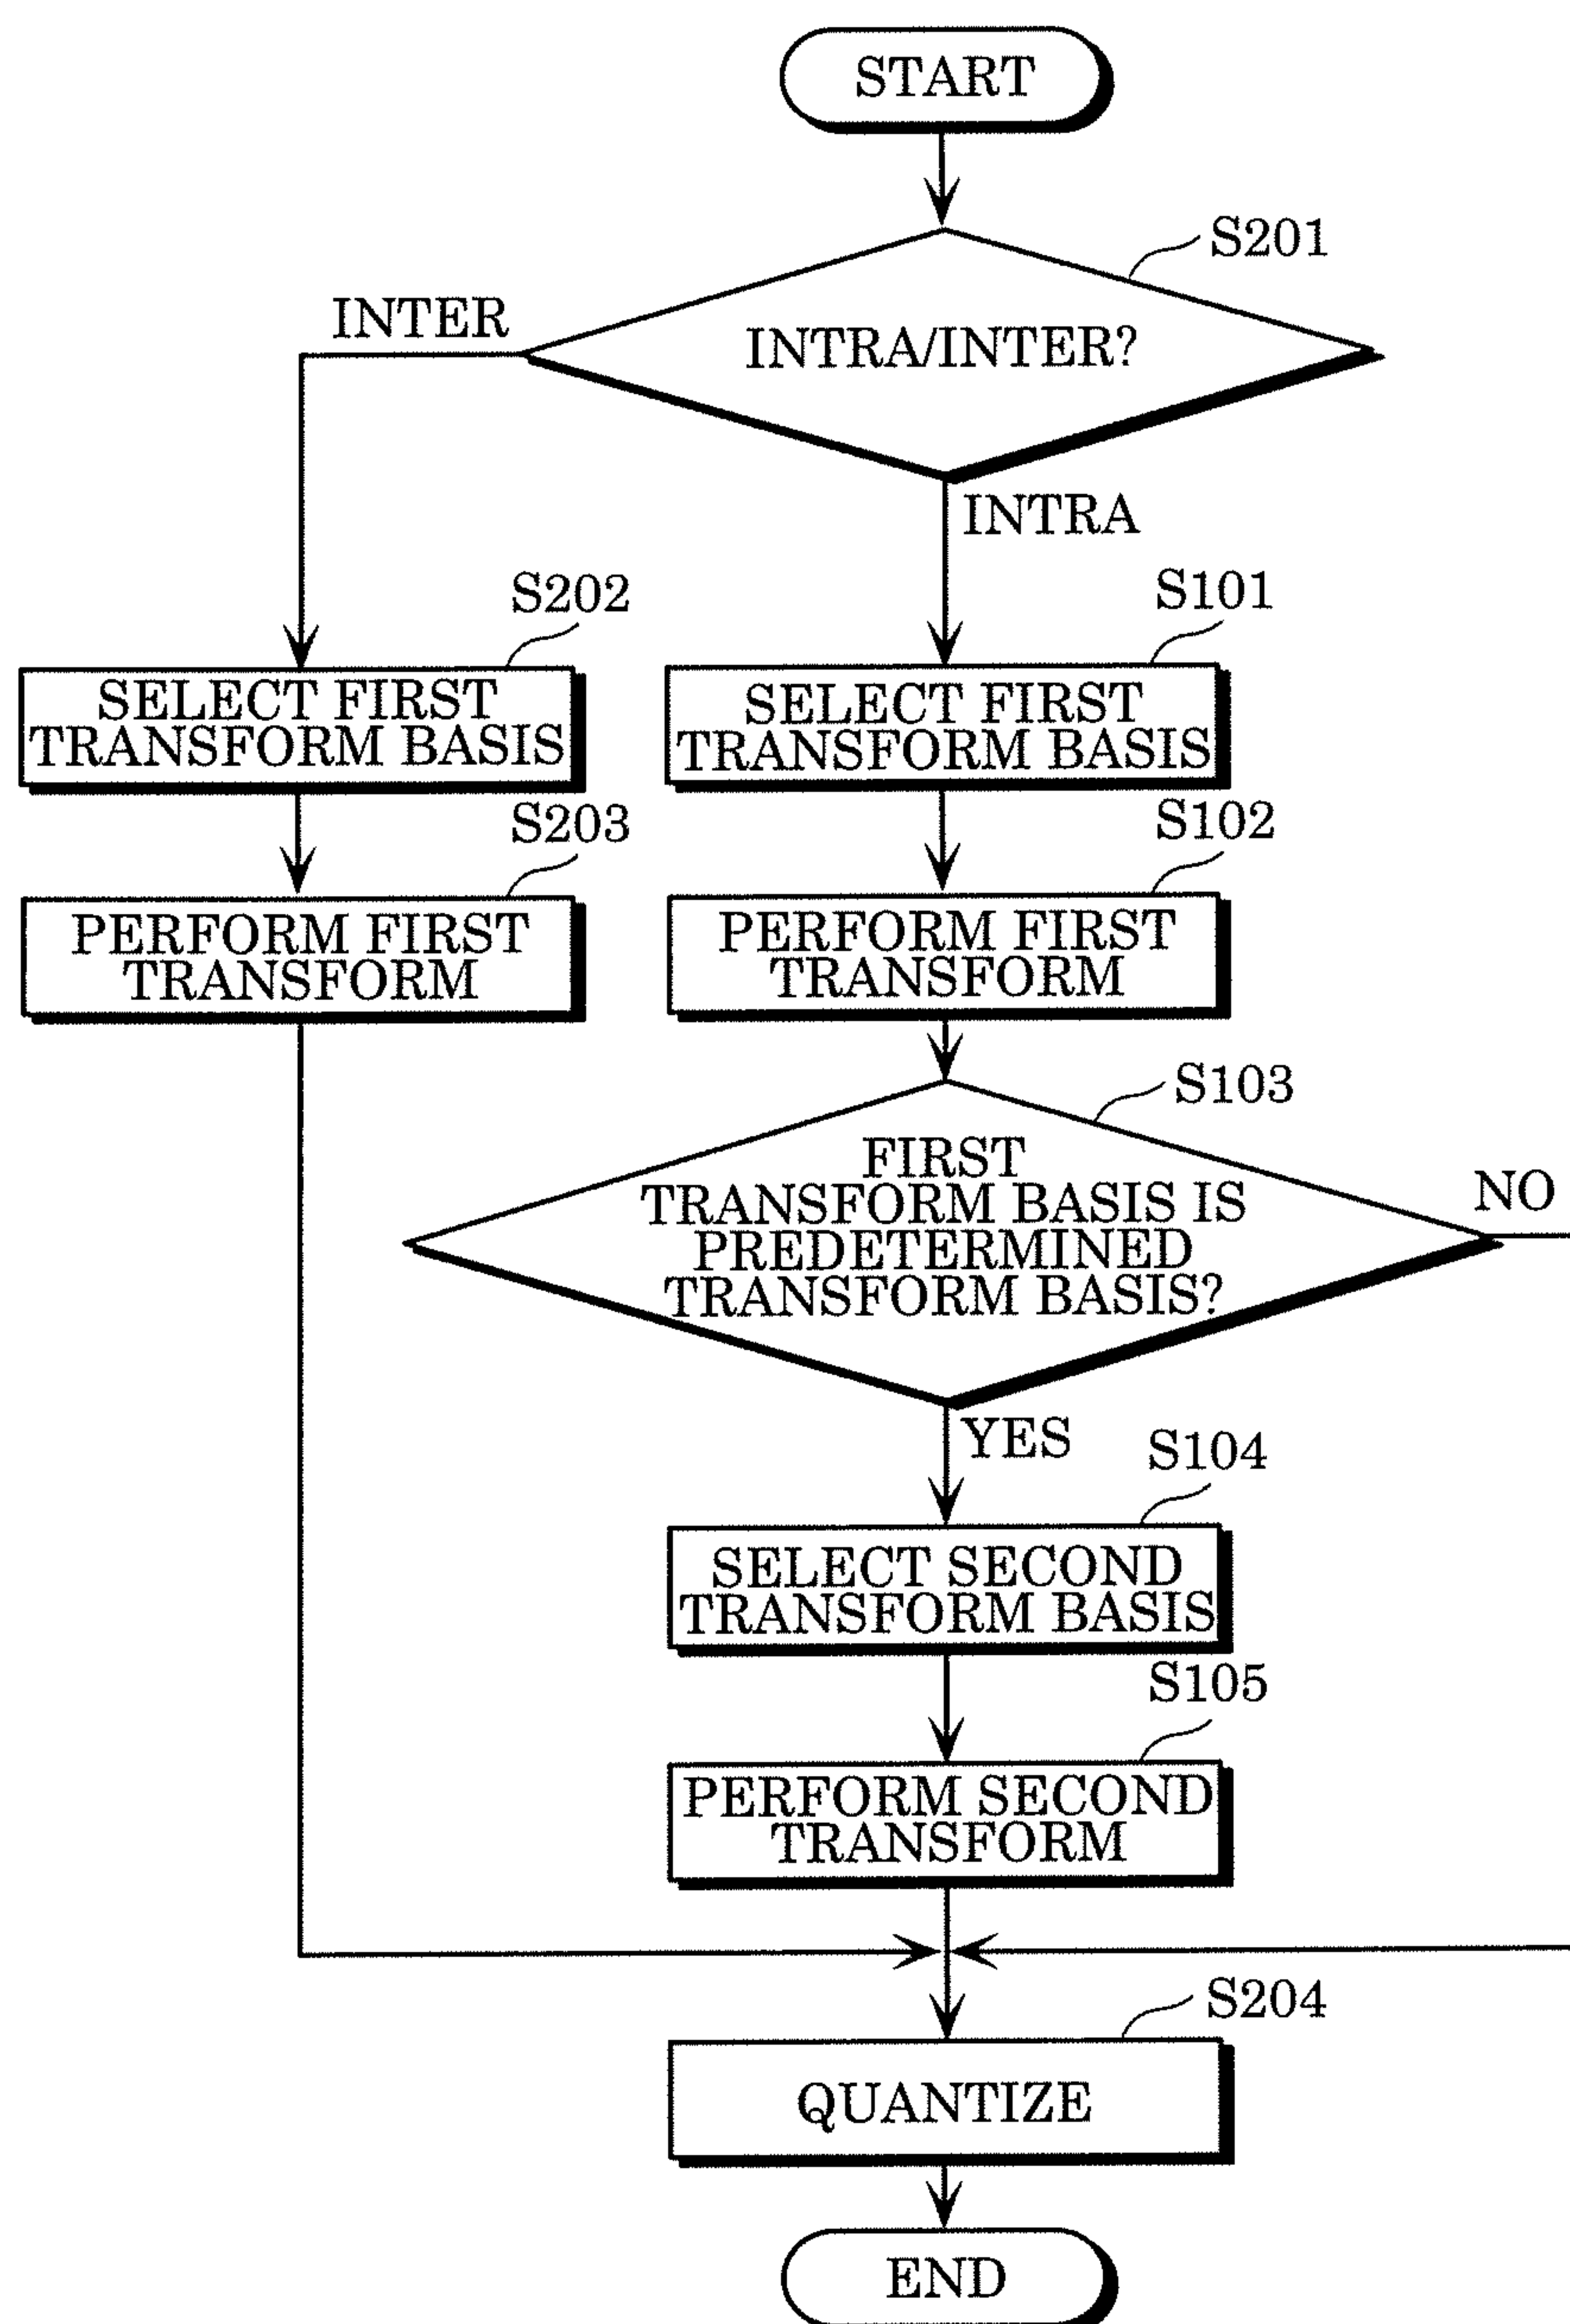 START
S201
INTER
INTRA/INTER?
INTRA
S202
S101
SELECT FIRST
TRANSFORM BASIS
SELECT FIRST
TRANSFORM BASIS
S203
S102
PERFORM FIRST
TRANSFORM
PERFORM FIRST
TRANSFORM
S103
FIRST
TRANSFORM BASIS IS
PREDETERMINED
TRANSFORM BASIS?
NO
YES
S104
SELECT SECOND
TRANSFORM BASIS
S105
PERFORM SECOND
TRANSFORM
S204
QUANTIZE
END